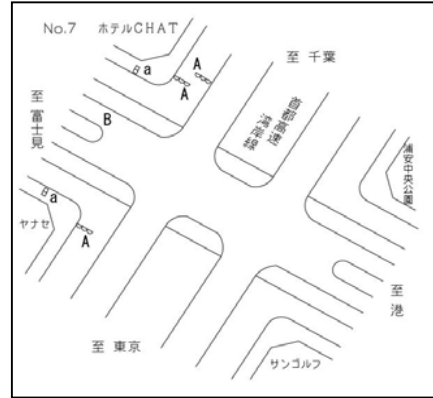 No.7 ホテルCHAT
至 千葉
a
A
A
首都高速
湾岸線
至 富士見
B
浦安中央公園
a
ヤナセ
A
至 港
至 東京
サンゴルフ